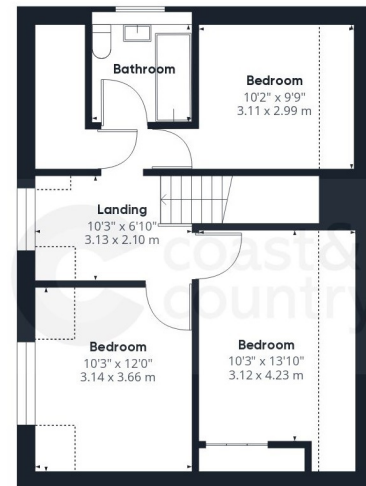 Bathroom
Bedroom
10'2" x 9'9"
3.11 x 2.99 m
Landing
10'3" x 6'10"
3.13 x 2.10 m
coast &
country
Bedroom
10'3" x 12'0"
3.14 x 3.66 m
Bedroom
10'3" x 13'10"
3.12 x 4.23 m